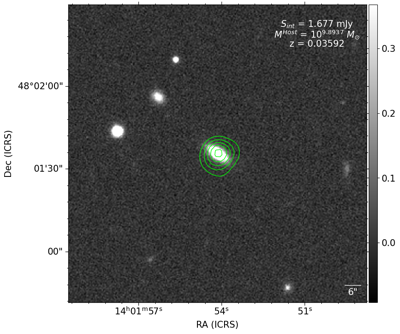 S_int = 1.677 mJy
M^Host = 10^9.8937 M_⊙
z = 0.03592
48°02'00"
01'30"
00"
Dec (ICRS)
14h01m57s
54s
51s
RA (ICRS)
6"
0.3
0.2
0.1
0.0